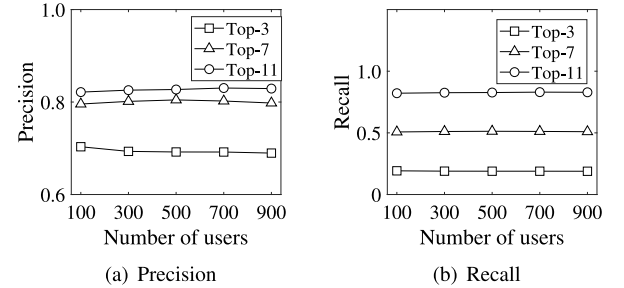 1.0
0.8
0.6
Precision
Top-3
Top-7
Top-11
100 300 500 700 900
Number of users
(a) Precision
1.0
0.5
0
Recall
Top-3
Top-7
Top-11
100 300 500 700 900
Number of users
(b) Recall